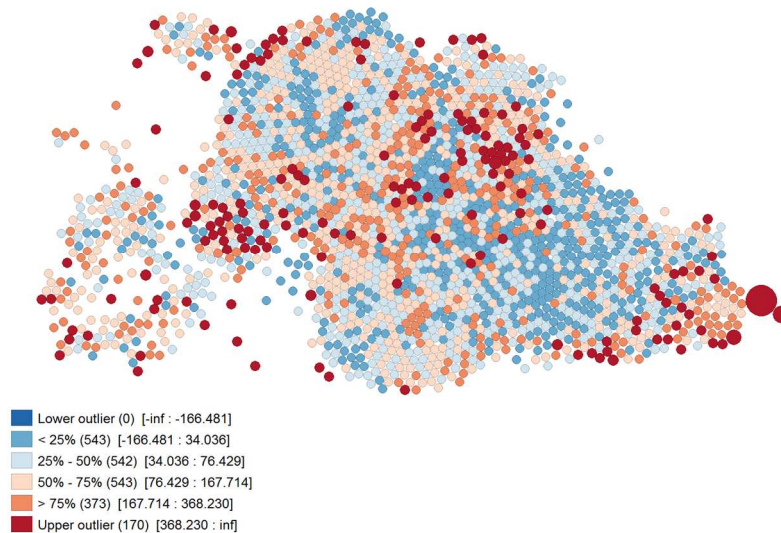 Lower outlier (0) [-inf : -166.481]
< 25% (543) [-166.481 : 34.036]
25% - 50% (542) [34.036 : 76.429]
50% - 75% (543) [76.429 : 167.714]
> 75% (373) [167.714 : 368.230]
Upper outlier (170) [368.230 : inf]